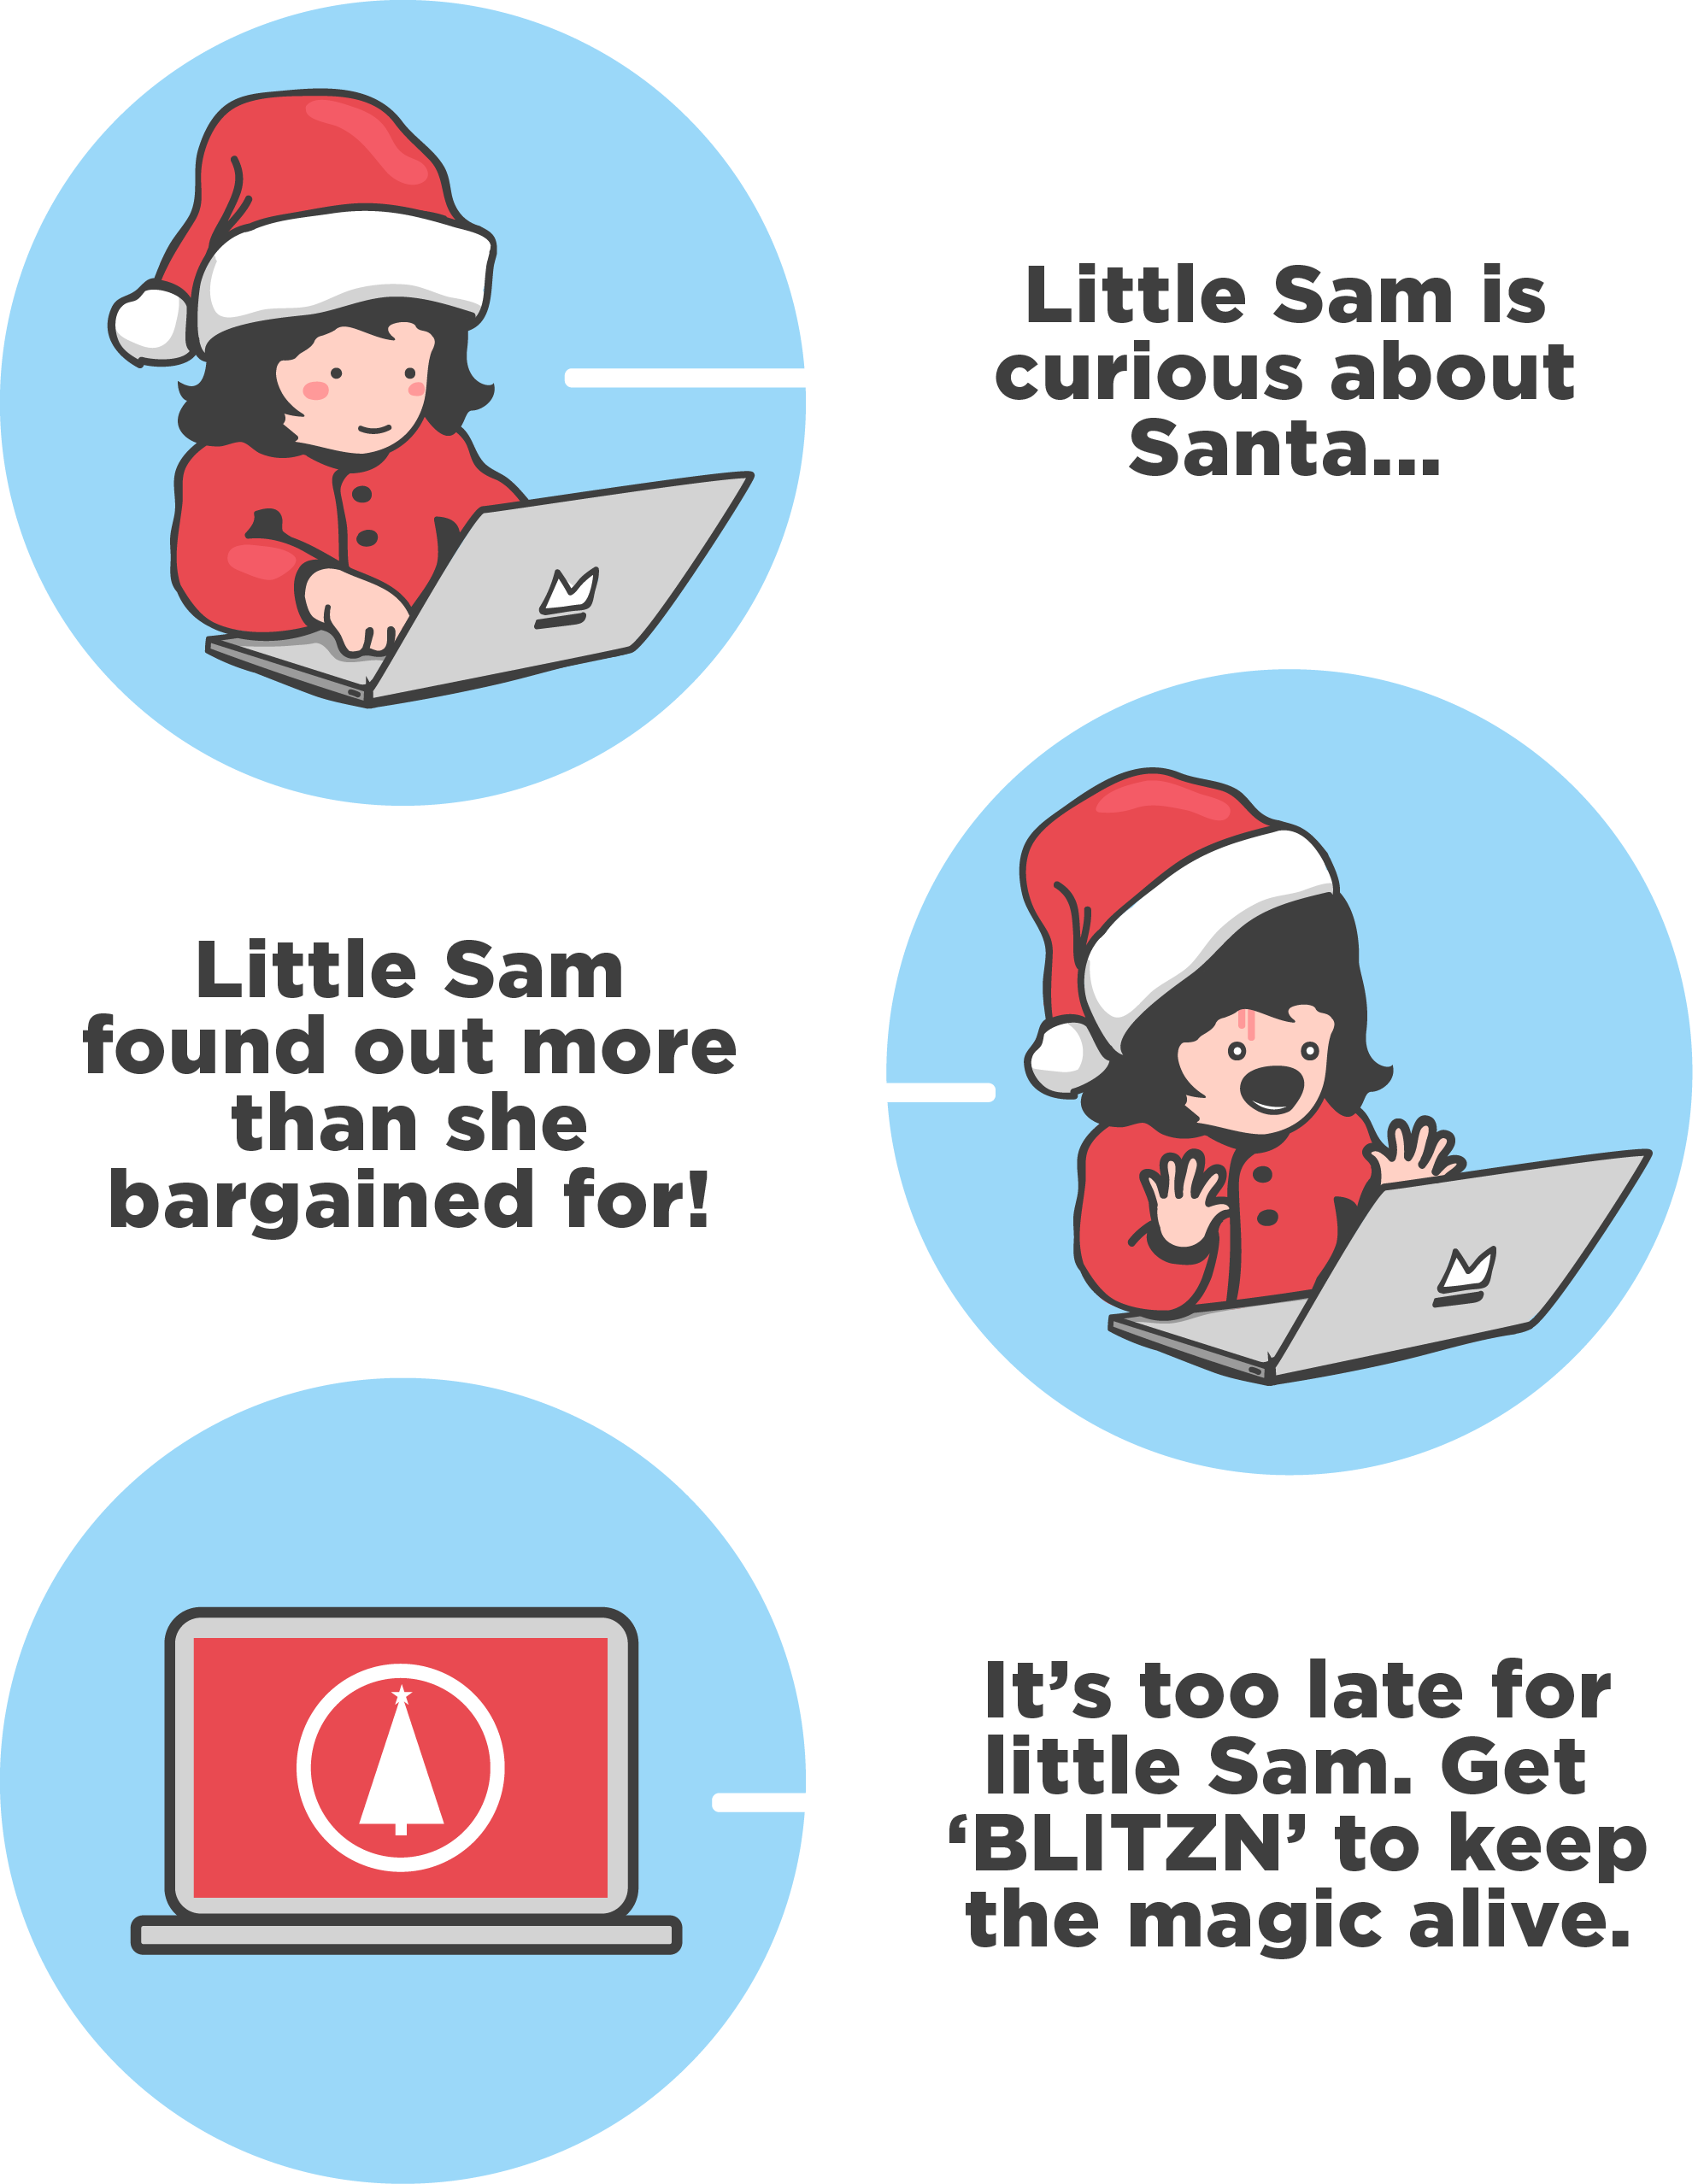 Little Sam is
curious about
Santa...
Little Sam
found out more
than she
bargained for!
It’s too late for
little Sam. Get
‘BLITZN’ to keep
the magic alive.